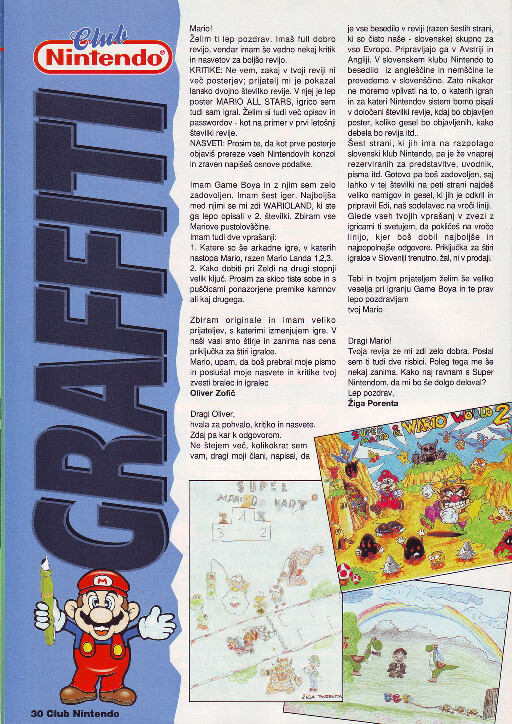 Club
Nintendo
GRAFFITI
Mario!
Želim ti lep pozdrav. Imaš full dobro
revijo, vendar imam še vedno nekaj kritik
in nasvetov za boljšo revijo.
KRITIKE: Ne vem, zakaj v tvoji reviji ni
več posterjev; prijatelj mi je pokazal
lansko dvojno številko revije. V njej je lep
poster MARIO ALL STARS, igrico sem
tudi sam igral. Želim si tudi več opisov in
passwordov - kot na primer v prvi letošnji
številki revije.
NASVETI: Prosim te, da kot prve posterje
objaviš prereze vseh Nintendovih konzol
in zraven napišeš osnove podatke.
Imam Game Boya in z njim sem zelo
zadovoljen. Imam šest iger. Najboljša
med njimi se mi zdi WARIOLAND, ki ste
ga lepo opisali v 2. številki. Zbiram vse
Mariove pustolovščine.
Imam tudi dve vprašanji:
1. Katere so še arkadne igre, v katerih
nastopa Mario, razen Mario Landa 1,2,3.
2. Kako dobiti pri Zeldi na drugi stopnji
velik ključ. Prosim za skico tiste sobe in s
puščicami ponazorjene premike kamnov
ali kaj drugega.
Zbiram originale in imam veliko
prijateljev, s katerimi izmenjujem igre. V
naši vasi smo štirje in zanima nas cena
priključka za štiri igralce.
Mario, upam, da boš prebral moje pismo
in poslušal moje nasvete in kritike tvoj
zvesti bralec in igralec
Oliver Zofič
Dragi Oliver,
hvala za pohvalo, kritiko in nasvete.
Zdaj pa kar k odgovorom.
Ne štejem več, kolikokrat sem
vam, dragi moji člani, napisal, da
je vse besedilo v reviji (razen šestih strani,
ki so čisto naše - slovenske) skupno za
vso Evropo. Pripravljajo ga v Avstriji in
Angliji. V slovenskem klubu Nintendo to
besedilo iz angleščine in nemščine le
prevedemo v slovenščino. Zato nikakor
ne moremo vplivati na to, o katerih igrah
in za kateri Nintendov sistem bomo pisali
v določeni številki revije, kdaj bo objavljen
poster, koliko gesel bo objavljenih, kako
debela bo revija itd..
Šest strani, ki jih ima na razpolago
slovenski klub Nintendo, pa je že vnaprej
rezerviranih za predstavitve, uvodnik,
pisma itd. Gotovo pa boš zadovoljen, saj
lahko v tej številki na peti strani najdeš
veliko namigov in gesel, ki jih je odkril in
pripravil Edi, naš sodelavec na vroči liniji.
Glede vseh tvojih vprašanj v zvezi z
igricami ti svetujem, da pokličeš na vročo
linijo, kjer boš dobil najboljše in
najpopolnejše odgovore. Priključka za štiri
igralce v Sloveniji trenutno, žal, ni v prodaji.
Tebi in tvojim prijateljem želim še veliko
veselja pri igranju Game Boya in te prav
lepo pozdravljam
tvoj Mario
Dragi Mario!
Tvoja revija ze mi zdi zelo dobra. Poslal
sem ti tudi dve risbici. Poleg tega me še
nekaj zanima. Kako naj ravnam s Super
Nintendom, da mi bo še dolgo deloval?
Lep pozdrav,
Žiga Porenta
SUPER
MARIO & WARIO WORLD 2
SUPER
MARIO KART
1
3 2
ŽIGA PORENTA
30 Club Nintendo